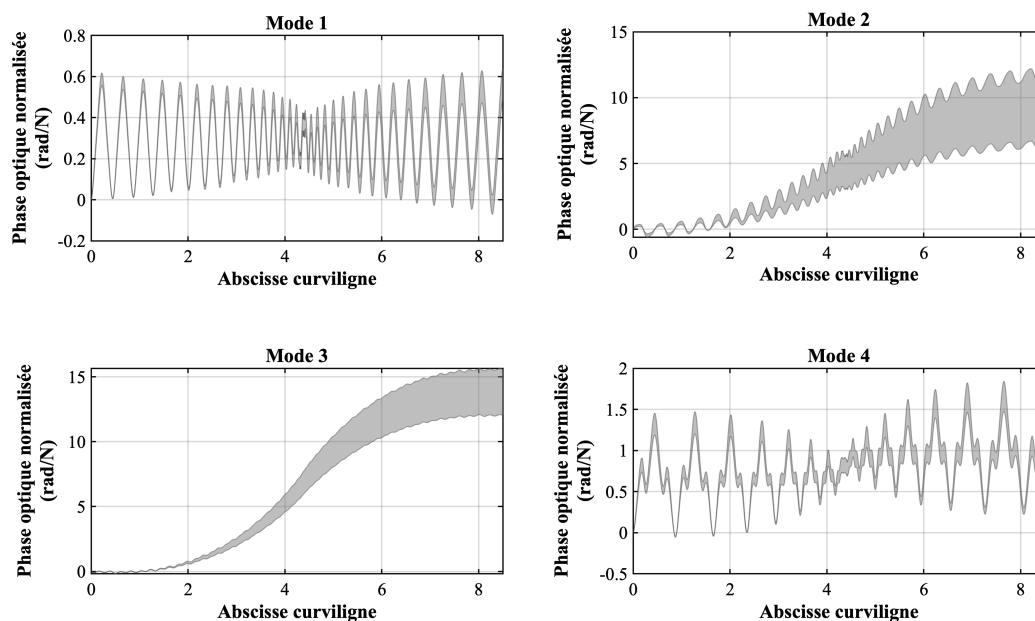 Mode 1
Phase optique normalisée
(rad/N)
0.8
0.6
0.4
0.2
0
-0.2
0 2 4 6 8
Abscisse curviligne
Mode 2
Phase optique normalisée
(rad/N)
15
10
5
0
0 2 4 6 8
Abscisse curviligne
Mode 3
Phase optique normalisée
(rad/N)
15
10
5
0
0 2 4 6 8
Abscisse curviligne
Mode 4
Phase optique normalisée
(rad/N)
2
1.5
1
0.5
0
-0.5
0 2 4 6 8
Abscisse curviligne